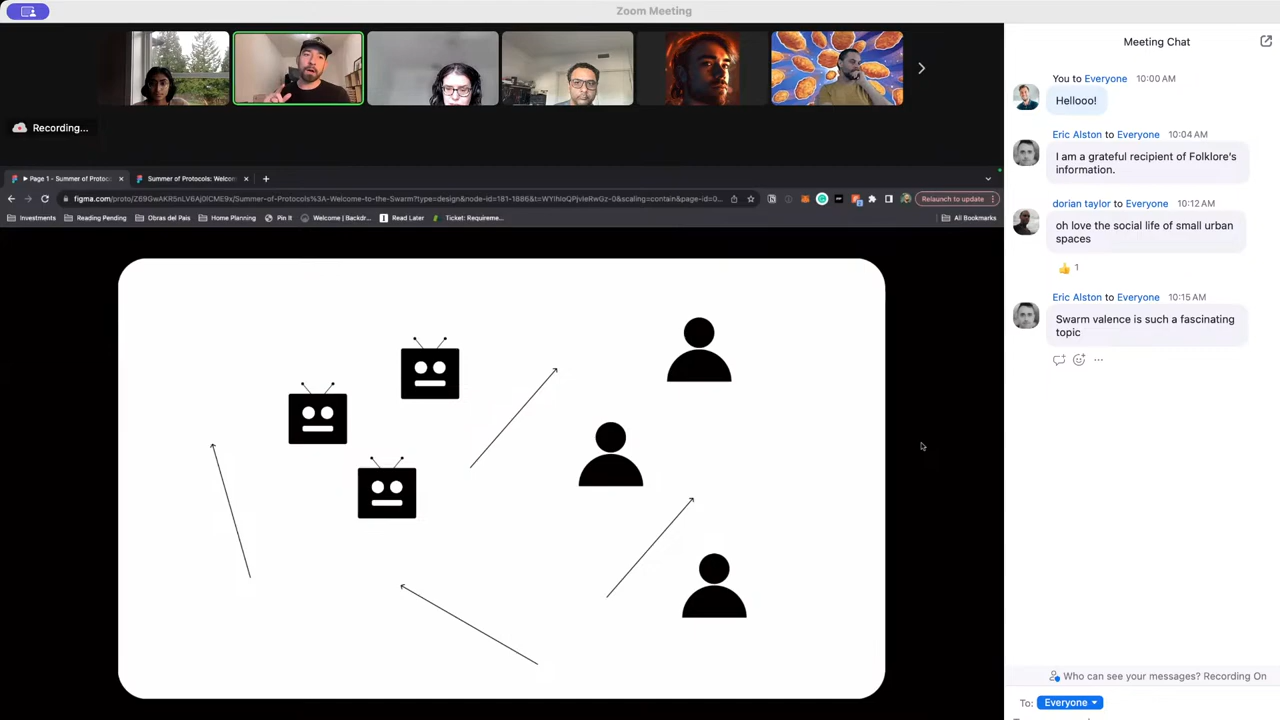 Zoom Meeting
Recording...
Page 1 - Summer of Protoc
Summer of Protocols: Welcom
Relaunch to update
Investments
Reading Pending
Obras del Pais
Home Planning
Pin It
Welcome | Backdr...
Read Later
Ticket: Requireme...
All Bookmarks
Meeting Chat
You to Everyone 10:00 AM
Hellooo!
Eric Alston to Everyone 10:04 AM
I am a grateful recipient of Folklore's
information.
dorian taylor to Everyone 10:12 AM
oh love the social life of small urban
spaces
👍 1
Eric Alston to Everyone 10:15 AM
Swarm valence is such a fascinating
topic
Who can see your messages? Recording On
To: Everyone